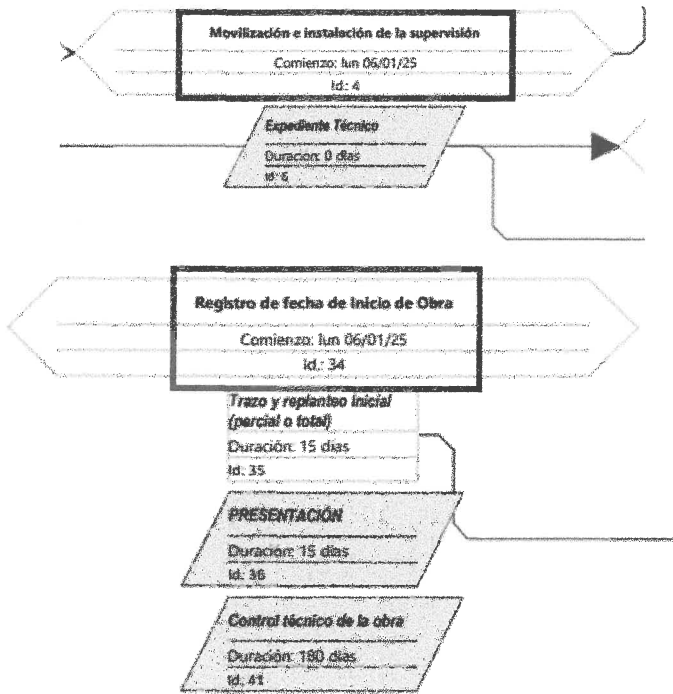 Movilización e instalación de la supervisión
Comienzo: lun 06/01/25
Id.: 4
Expediente Técnico
Duración: 0 días
Id: 6
Registro de fecha de Inicio de Obra
Comienzo: lun 06/01/25
Id.: 34
Trazo y replanteo inicial
(parcial o total)
Duración: 15 días
Id: 35
PRESENTACIÓN
Duración: 15 días
Id: 36
Control técnico de la obra
Duración: 180 días
Id: 41